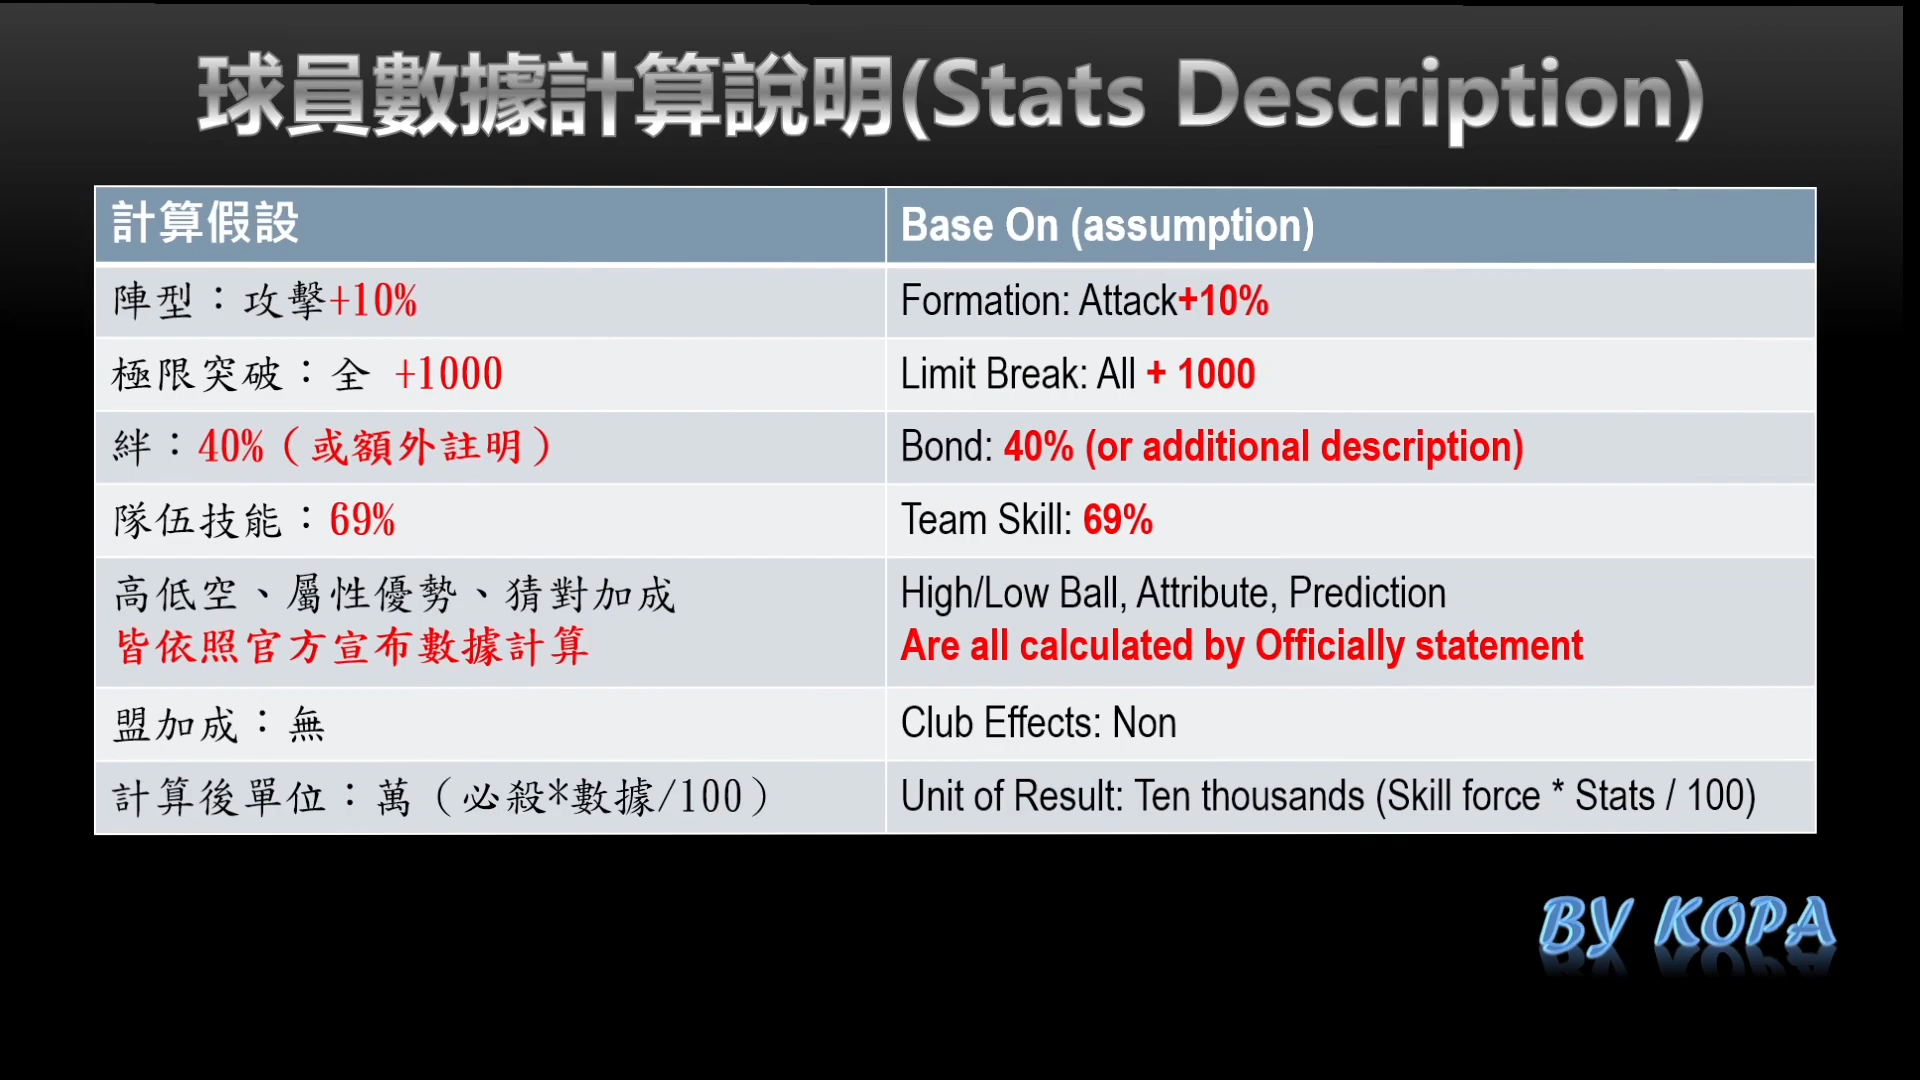 球員數據計算說明(Stats Description)
計算假設
Base On (assumption)
陣型：攻擊+10%
Formation: Attack+10%
極限突破：全 +1000
Limit Break: All + 1000
絆：40%（或額外註明）
Bond: 40% (or additional description)
隊伍技能：69%
Team Skill: 69%
高低空、屬性優勢、猜對加成
皆依照官方宣布數據計算
High/Low Ball, Attribute, Prediction
Are all calculated by Officially statement
盟加成：無
Club Effects: Non
計算後單位：萬（必殺*數據/100）
Unit of Result: Ten thousands (Skill force * Stats / 100)
BY KOPA